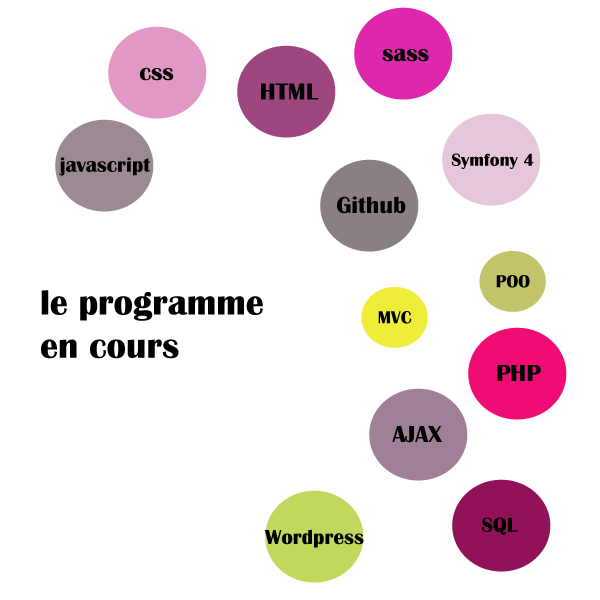 sass
css
HTML
Symfony 4
javascript
Github
POO
le programme
en cours
MVC
PHP
AJAX
SQL
Wordpress